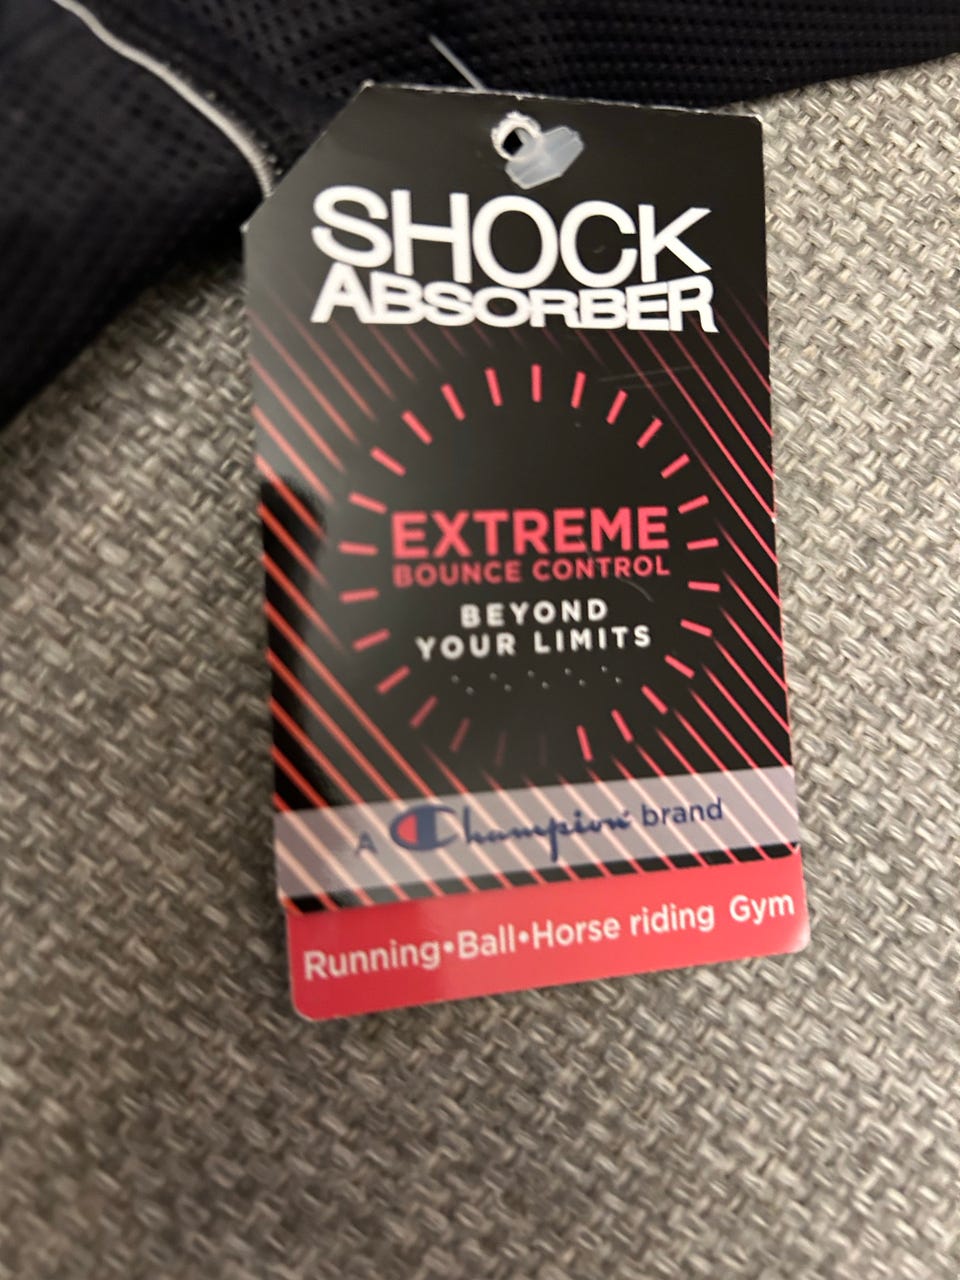 SHOCK
ABSORBER
EXTREME
BOUNCE CONTROL
BEYOND
YOUR LIMITS
A Champion brand
Running•Ball•Horse riding Gym